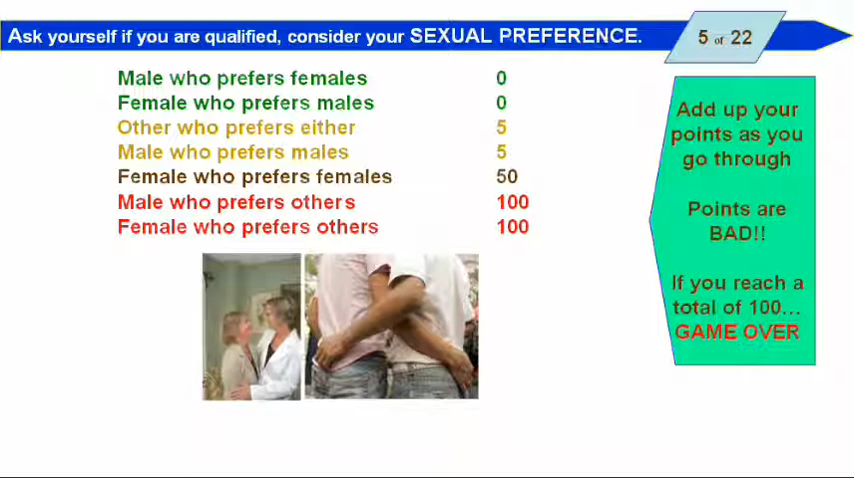 Ask yourself if you are qualified, consider your SEXUAL PREFERENCE.
5 of 22
Male who prefers females 0
Female who prefers males 0
Other who prefers either 5
Male who prefers males 5
Female who prefers females 50
Male who prefers others 100
Female who prefers others 100
Add up your
points as you
go through
Points are
BAD!!
If you reach a
total of 100...
GAME OVER